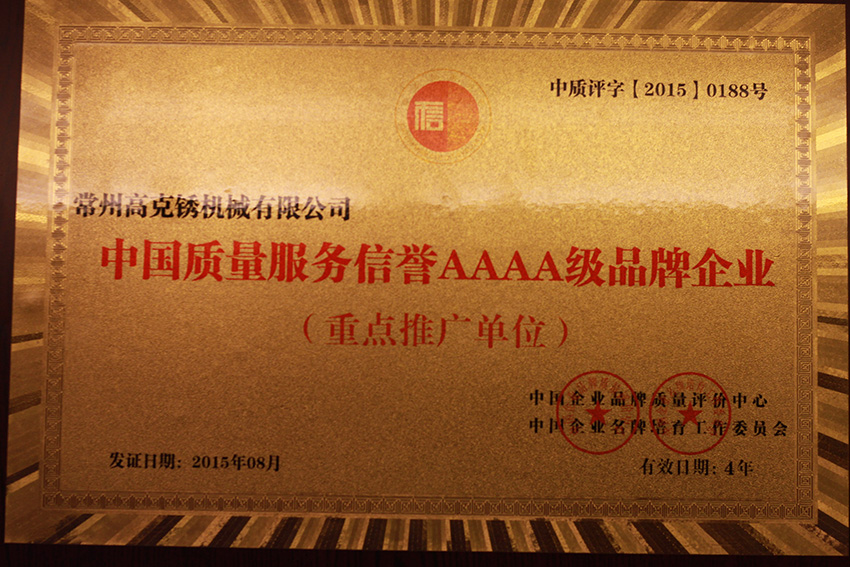 中质评字【2015】0188号
信
常州高克锈机械有限公司
中国质量服务信誉AAAA级品牌企业
（重点推广单位）
中国企业品牌质量评价中心
中国企业名牌培育工作委员会
发证日期：2015年08月
有效日期：4年